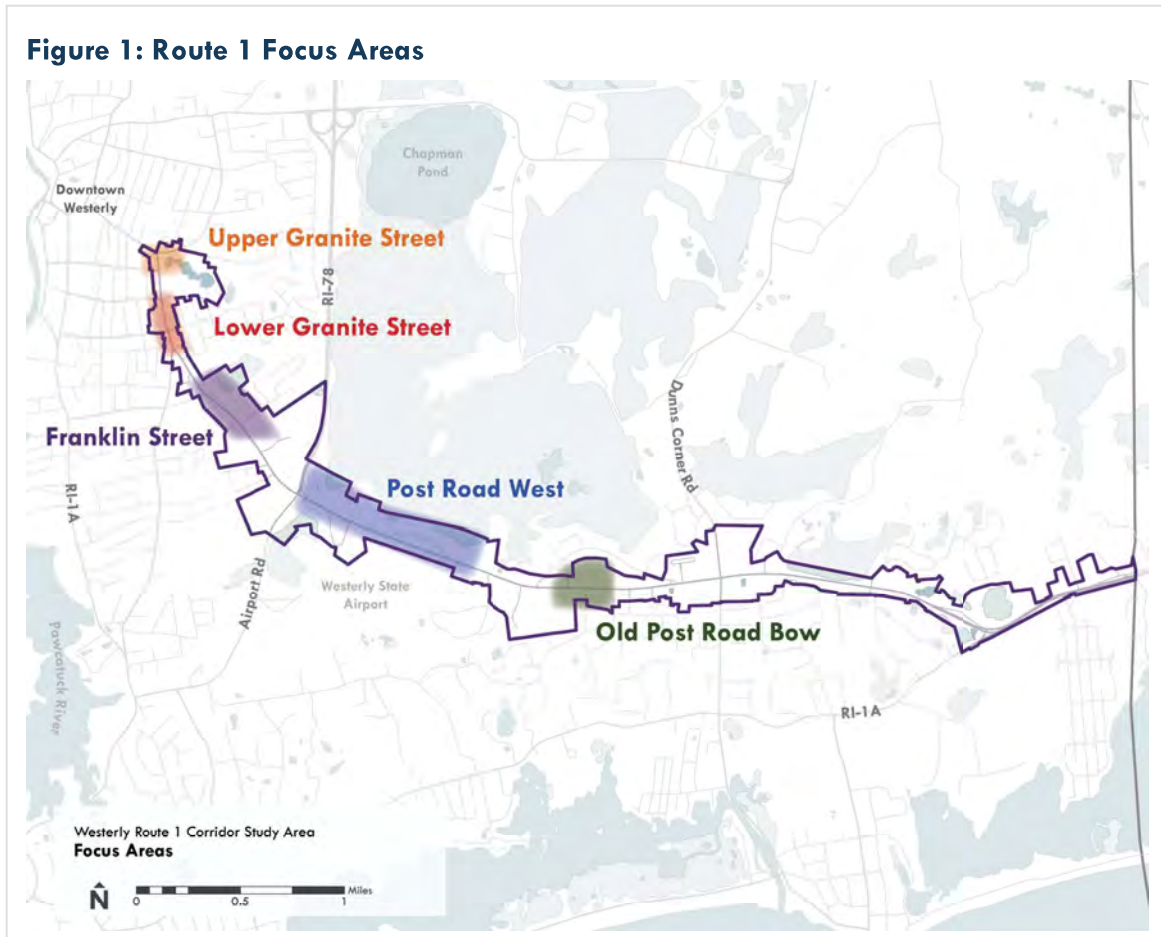 Figure 1: Route 1 Focus Areas
Chapman
Pond
Downtown
Westerly
Upper Granite Street
RI-78
Lower Granite Street
Franklin Street
Dunns Corner Rd
Post Road West
RI-1A
Airport Rd
Westerly State
Airport
Old Post Road Bow
Pawcatuck River
RI-1A
Westerly Route 1 Corridor Study Area
Focus Areas
N
Miles
0
0.5
1